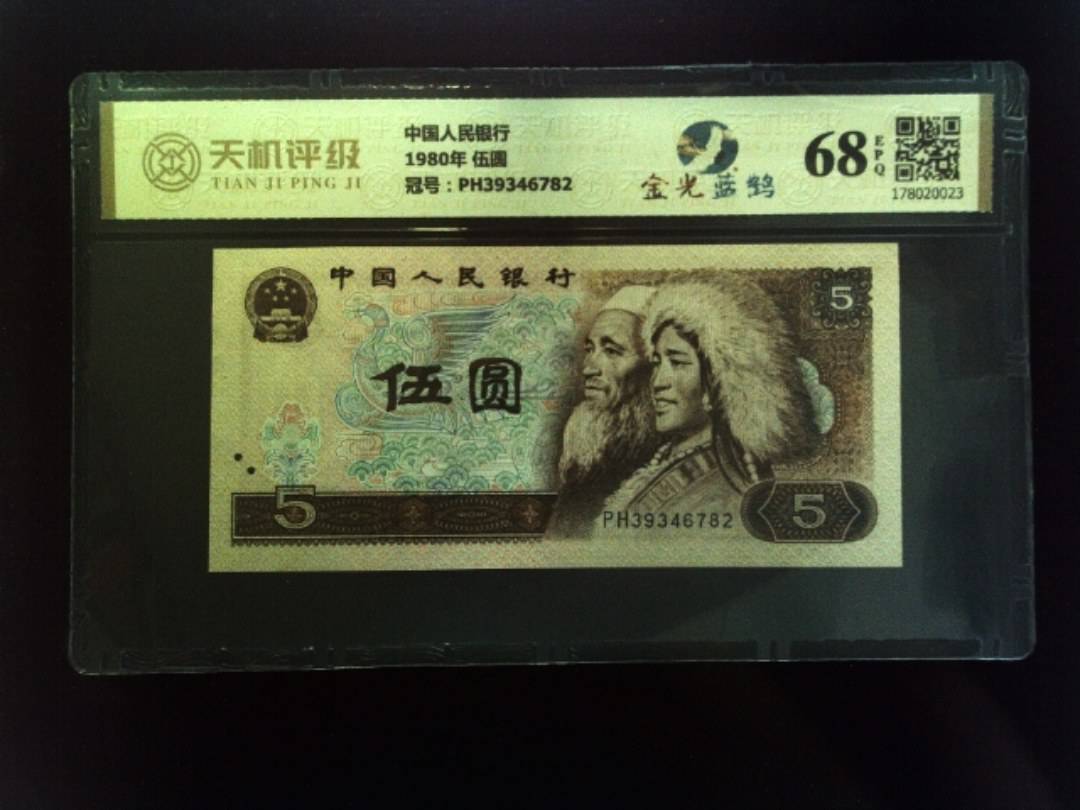 天机评级
TIAN JI PING JI
中国人民银行
1980年 伍圆
冠号：PH39346782
金光蓝鹤
68
EPQ
178020023
中国人民银行
5
伍圆
5
PH39346782
5